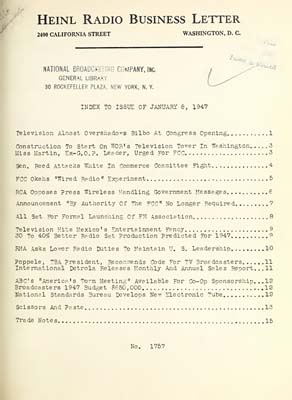 HEINL RADIO BUSINESS LETTER
2400 CALIFORNIA STREET WASHINGTON, D. C.
NATIONAL BROADCASTING COMPANY, INC.
GENERAL LIBRARY
30 ROCKEFELLER PLAZA, NEW YORK, N. Y.
INDEX TO ISSUE OF JANUARY 8, 1947
Television Almost Overshadows Bilbo At Congress Opening...........1
Construction To Start On WOR's Television Tower In Washington.....3
Miss Martin, Ex-G.O.P. Leader, Urged For FCC......................3
Sen. Reed Attacks White In Commerce Committee Fight...............4
FCC Okehs "Wired Radio" Experiment................................5
RCA Opposes Press Wireless Handling Government Messages...........6
Announcement "By Authority Of The FCC" No Longer Required.........7
All Set For Formal Launching Of FM Association....................8
Television Hits Mexico's Entertainment Fancy......................9
30 To 40% Better Radio Set Production Predicted For 1947..........9
RMA Asks Lower Radio Duties To Maintain U. S. Leadership.........10
Poppele, TBA President, Recommends Code For TV Broadcasters......11
International Detrola Releases Monthly And Annual Sales Report...11
ABC's "America's Town Meeting" Available For Co-Op Sponsorship...12
Broadcasters 1947 Budget $650,000................................12
National Standards Bureau Develops New Electronic Tube...........12
Scissors And Paste...............................................13
Trade Notes......................................................15
No. 1757